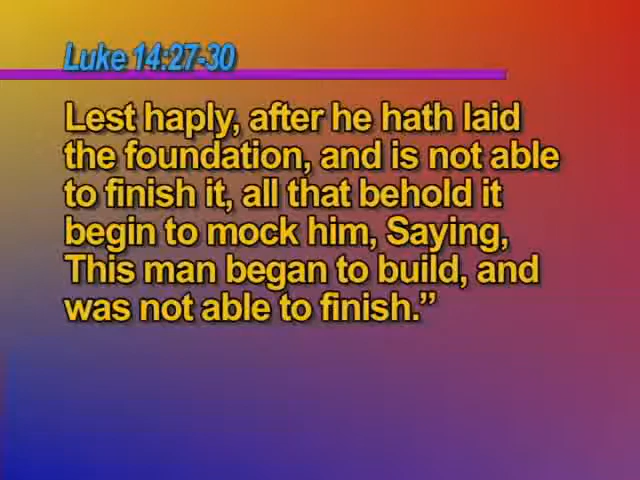 Luke 14:27-30
Lest haply, after he hath laid
the foundation, and is not able
to finish it, all that behold it
begin to mock him, Saying,
This man began to build, and
was not able to finish.”